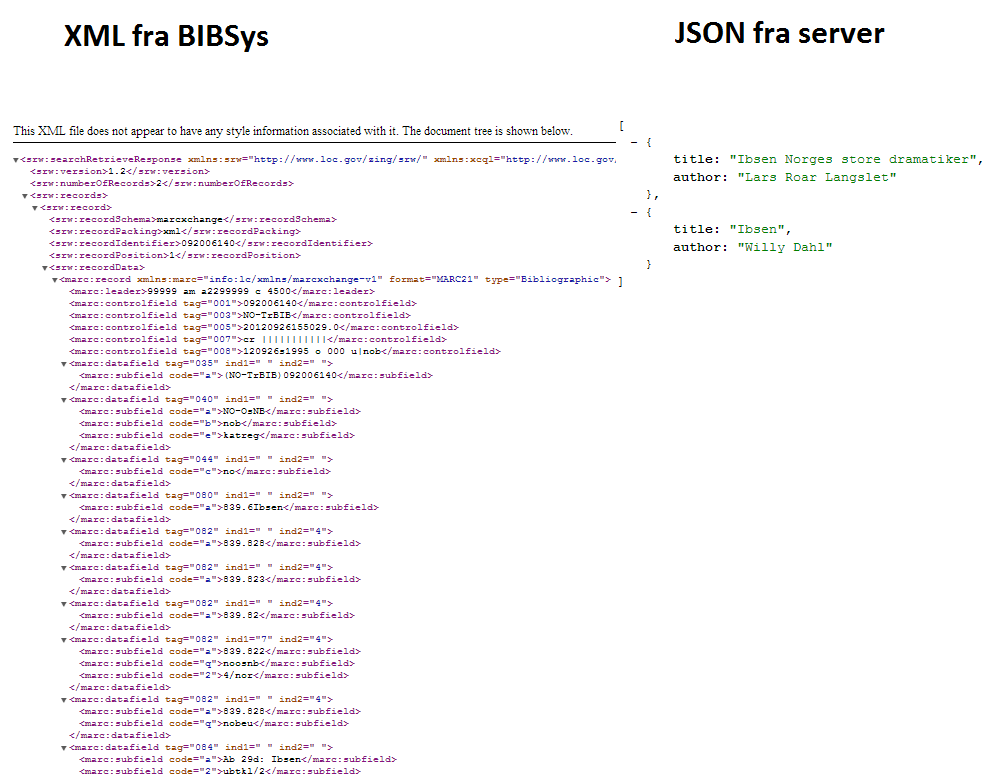 XML fra BIBSys
JSON fra server
This XML file does not appear to have any style information associated with it. The document tree is shown below.
▼<srw:searchRetrieveResponse xmlns:srw="http://www.loc.gov/zing/srw/" xmlns:xcql="http://www.loc.gov,
<srw:version>1.2</srw:version>
<srw:numberOfRecords>2</srw:numberOfRecords>
▼<srw:records>
▼<srw:record>
<srw:recordSchema>marcxchange</srw:recordSchema>
<srw:recordPacking>xml</srw:recordPacking>
<srw:recordIdentifier>092006140</srw:recordIdentifier>
<srw:recordPosition>1</srw:recordPosition>
▼<srw:recordData>
▼<marc:record xmlns:marc="info:lc/xmlns/marcxchange-v1" format="MARC21" type="Bibliographic">
<marc:leader>99999 am a2299999 c 4500</marc:leader>
<marc:controlfield tag="001">092006140</marc:controlfield>
<marc:controlfield tag="003">NO-TrBIB</marc:controlfield>
<marc:controlfield tag="005">20120926155029.0</marc:controlfield>
<marc:controlfield tag="007">cr |||||||||||</marc:controlfield>
<marc:controlfield tag="008">120926s1995 o 000 u|nob</marc:controlfield>
▼<marc:datafield tag="035" ind1=" " ind2=" ">
<marc:subfield code="a">(NO-TrBIB)092006140</marc:subfield>
</marc:datafield>
▼<marc:datafield tag="040" ind1=" " ind2=" ">
<marc:subfield code="a">NO-OsNB</marc:subfield>
<marc:subfield code="b">nob</marc:subfield>
<marc:subfield code="e">katreg</marc:subfield>
</marc:datafield>
▼<marc:datafield tag="044" ind1=" " ind2=" ">
<marc:subfield code="c">no</marc:subfield>
</marc:datafield>
▼<marc:datafield tag="080" ind1=" " ind2=" ">
<marc:subfield code="a">839.6Ibsen</marc:subfield>
</marc:datafield>
▼<marc:datafield tag="082" ind1=" " ind2="4">
<marc:subfield code="a">839.828</marc:subfield>
</marc:datafield>
▼<marc:datafield tag="082" ind1=" " ind2="4">
<marc:subfield code="a">839.823</marc:subfield>
</marc:datafield>
▼<marc:datafield tag="082" ind1=" " ind2="4">
<marc:subfield code="a">839.82</marc:subfield>
</marc:datafield>
▼<marc:datafield tag="082" ind1="7" ind2="4">
<marc:subfield code="a">839.822</marc:subfield>
<marc:subfield code="q">noosnb</marc:subfield>
<marc:subfield code="2">4/nor</marc:subfield>
</marc:datafield>
▼<marc:datafield tag="082" ind1=" " ind2="4">
<marc:subfield code="a">839.828</marc:subfield>
<marc:subfield code="q">nobeu</marc:subfield>
</marc:datafield>
▼<marc:datafield tag="084" ind1=" " ind2=" ">
<marc:subfield code="a">Ab 29d: Ibsen</marc:subfield>
<marc:subfield code="2">ubtkl/2</marc:subfield>
[
- {
title: "Ibsen Norges store dramatiker",
author: "Lars Roar Langslet"
},
- {
title: "Ibsen",
author: "Willy Dahl"
}
]